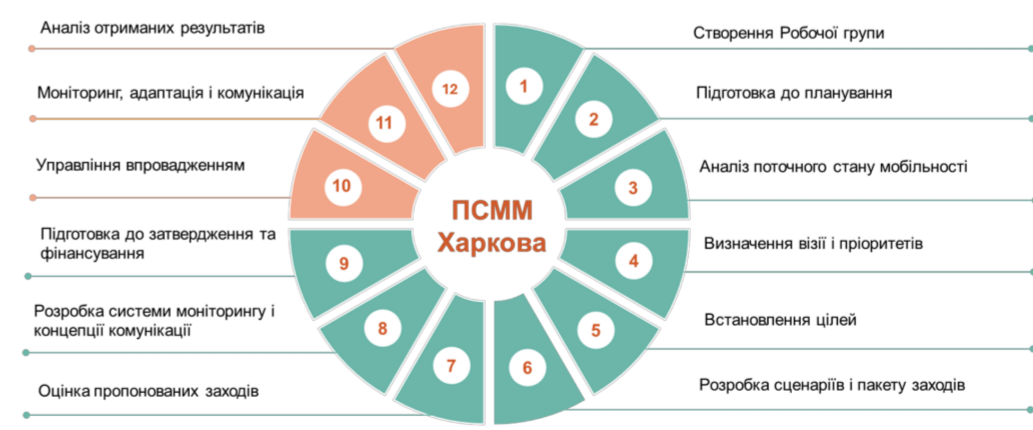 Аналіз отриманих результатів
Моніторинг, адаптація і комунікація
Управління впровадженням
Підготовка до затвердження та
фінансування
Розробка системи моніторингу і
концепції комунікації
Оцінка пропонованих заходів
12
11
10
9
8
7
ПСММ
Харкова
1
2
3
4
5
6
Створення Робочої групи
Підготовка до планування
Аналіз поточного стану мобільності
Визначення візії і пріоритетів
Встановлення цілей
Розробка сценаріїв і пакету заходів